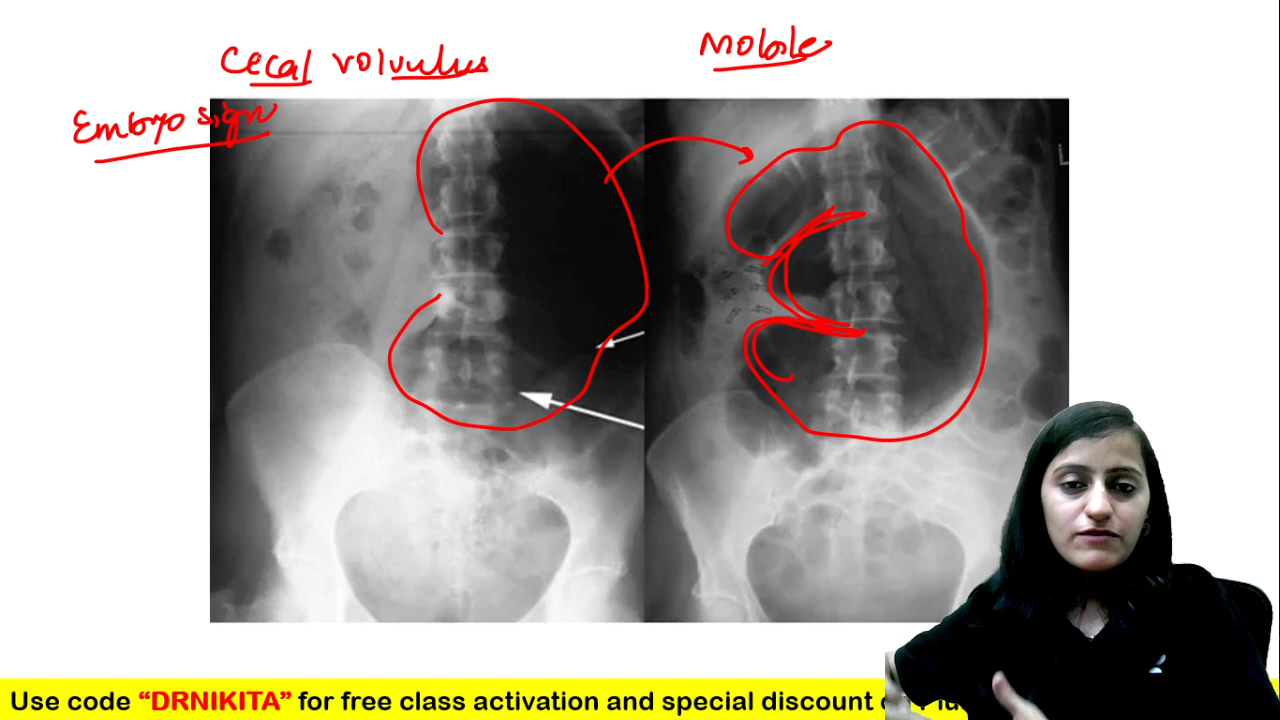 Cecal volvulus
Mobile
Embryo sign
Use code “DRNIKITA” for free class activation and special discount